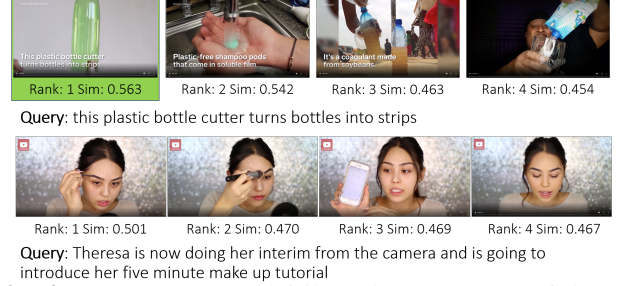 This plastic bottle cutter
turns bottles into strips.
Plastic-free shampoo pods
that come in soluble film.
It's a coagulant made
from soybeans.
Rank: 1 Sim: 0.563
Rank: 2 Sim: 0.542
Rank: 3 Sim: 0.463
Rank: 4 Sim: 0.454
Query: this plastic bottle cutter turns bottles into strips
Rank: 1 Sim: 0.501
Rank: 2 Sim: 0.470
Rank: 3 Sim: 0.469
Rank: 4 Sim: 0.467
Query: Theresa is now doing her interim from the camera and is going to
introduce her five minute make up tutorial